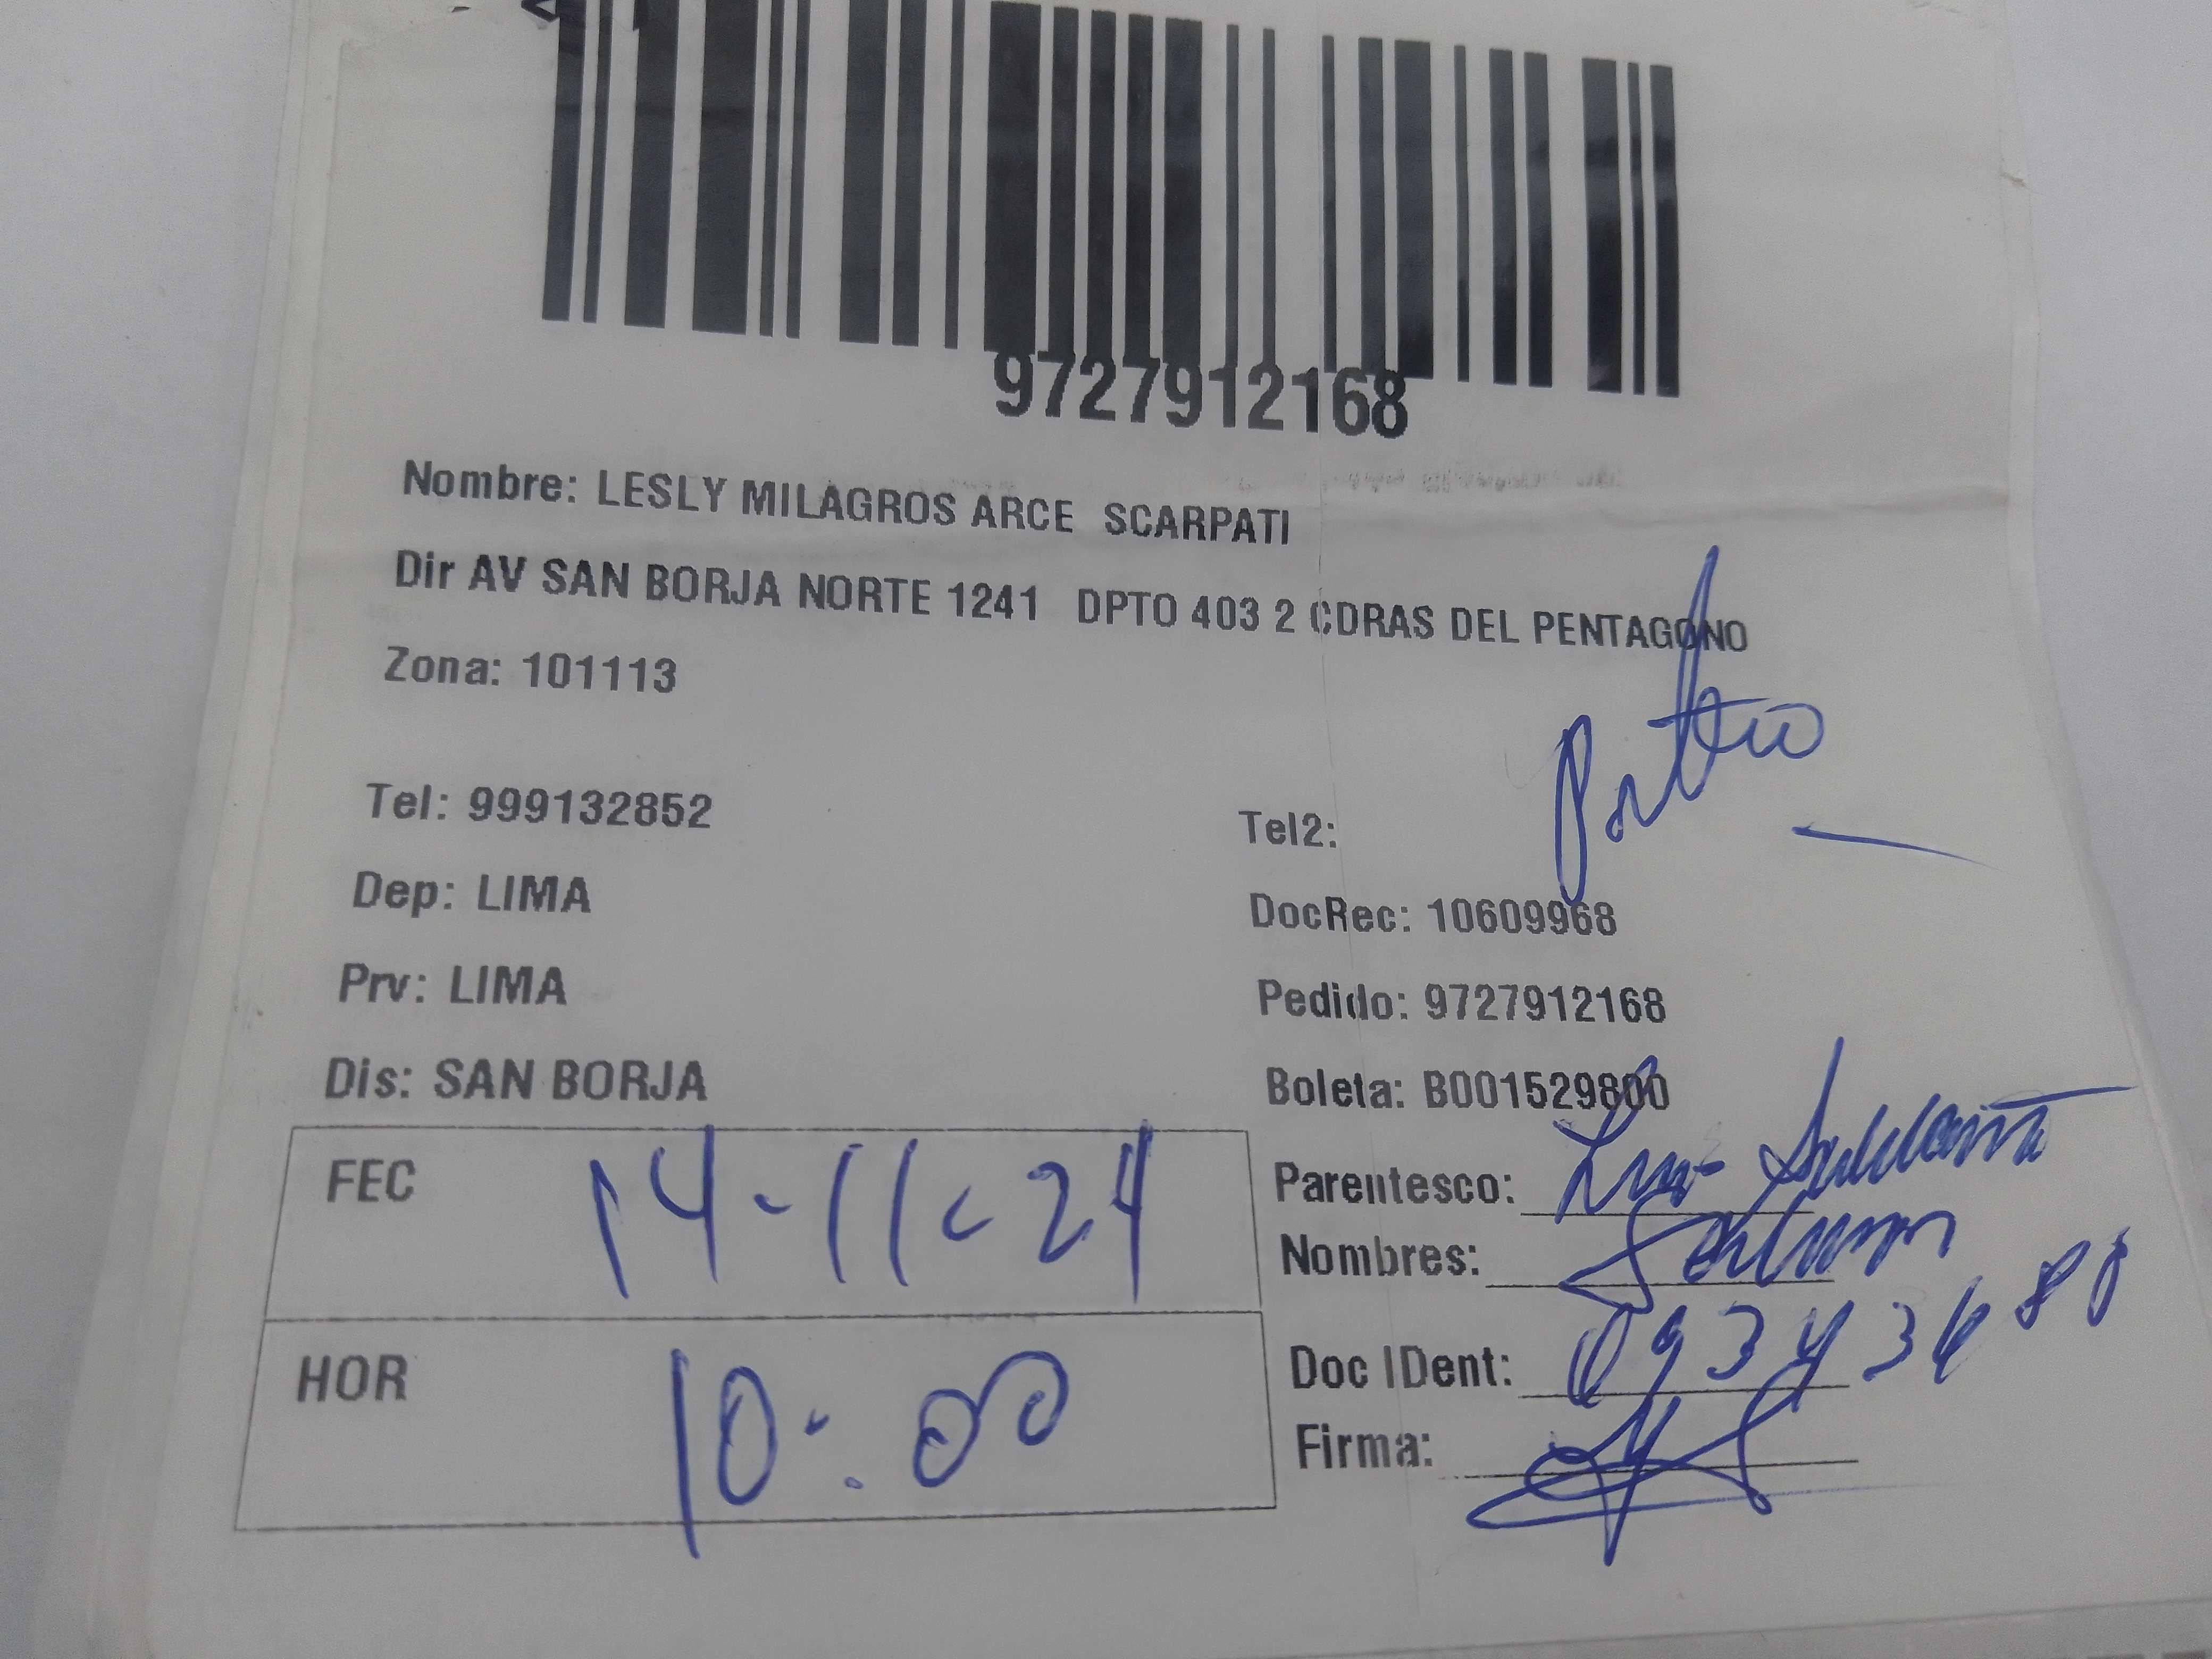 9727912168
Nombre: LESLY MILAGROS ARCE SCARPATI
Dir AV SAN BORJA NORTE 1241 DPTO 403 2 CDRAS DEL PENTAGONO
Zona: 101113
Tel: 999132852
Tel2:
Dep: LIMA
DocRec: 10609968
Prv: LIMA
Pedido: 9727912168
Dis: SAN BORJA
Boleta: B001529800
FEC 14-11-24
Parentesco: Luis
Nombres:
HOR 10:00
Doc IDent:
Firma: